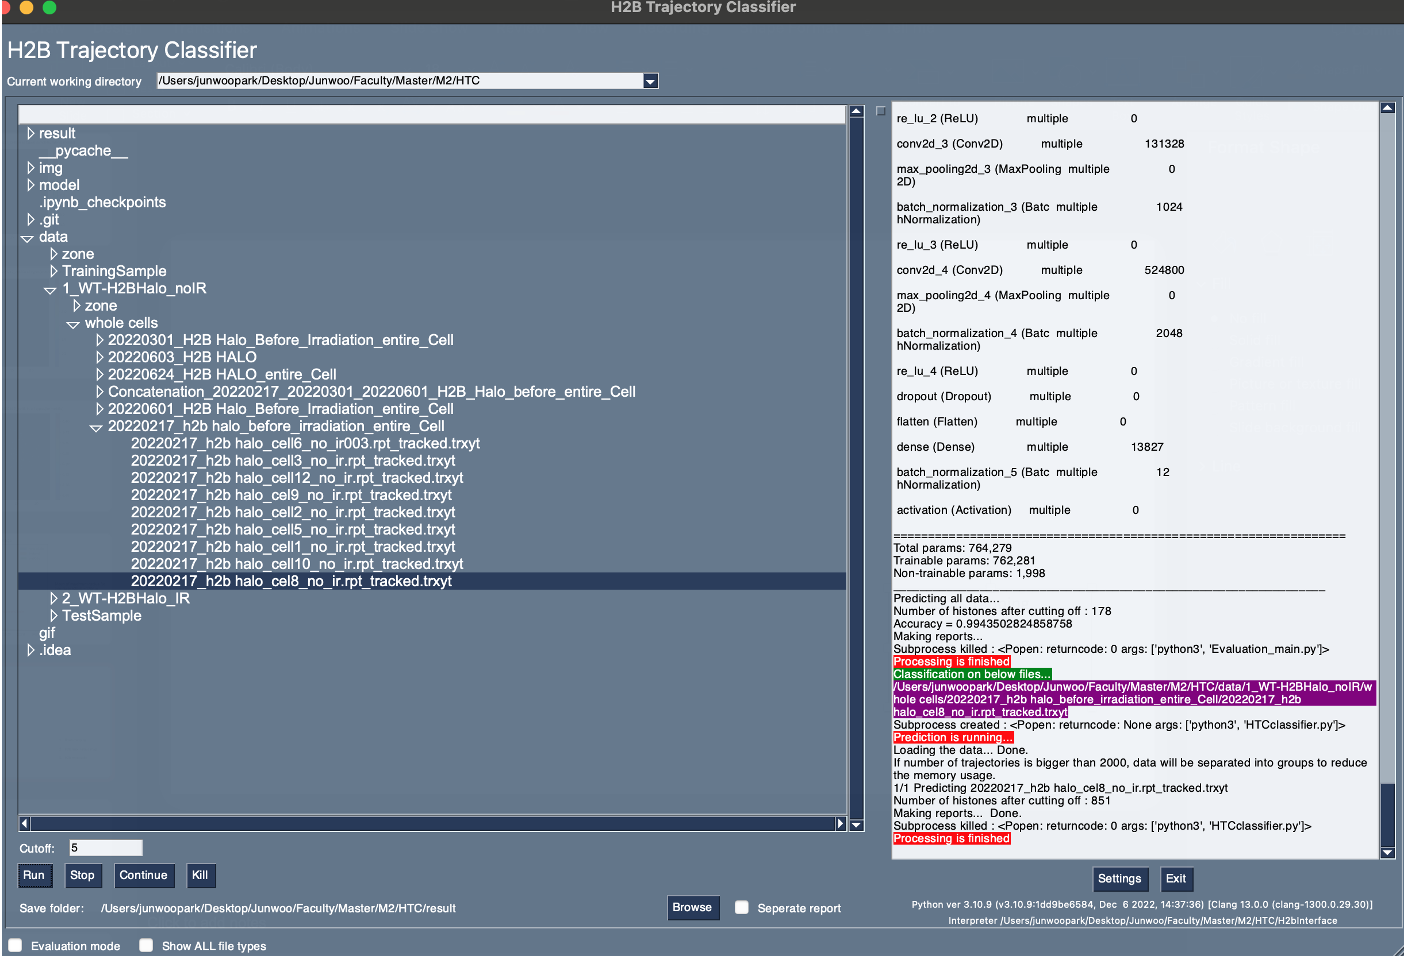 H2B Trajectory Classifier
H2B Trajectory Classifier
Current working directory /Users/junwoopark/Desktop/Junwoo/Faculty/Master/M2/HTC
result
__pycache__
img
model
.ipynb_checkpoints
.git
data
zone
TrainingSample
1_WT-H2BHalo_noIR
zone
whole cells
20220301_H2B Halo_Before_Irradiation_entire_Cell
20220603_H2B HALO
20220624_H2B HALO_entire_Cell
Concatenation_20220217_20220301_20220601_H2B_Halo_before_entire_Cell
20220601_H2B Halo_Before_Irradiation_entire_Cell
20220217_h2b halo_before_irradiation_entire_Cell
20220217_h2b halo_cell6_no_ir003.rpt_tracked.trxyt
20220217_h2b halo_cell3_no_ir.rpt_tracked.trxyt
20220217_h2b halo_cell12_no_ir.rpt_tracked.trxyt
20220217_h2b halo_cell9_no_ir.rpt_tracked.trxyt
20220217_h2b halo_cell2_no_ir.rpt_tracked.trxyt
20220217_h2b halo_cell5_no_ir.rpt_tracked.trxyt
20220217_h2b halo_cell1_no_ir.rpt_tracked.trxyt
20220217_h2b halo_cell10_no_ir.rpt_tracked.trxyt
20220217_h2b halo_cel8_no_ir.rpt_tracked.trxyt
2_WT-H2BHalo_IR
TestSample
gif
.idea
Cutoff: 5
Run Stop Continue Kill
Save folder: /Users/junwoopark/Desktop/Junwoo/Faculty/Master/M2/HTC/result
Browse Seperate report
Evaluation mode Show ALL file types
re_lu_2 (ReLU) multiple 0
conv2d_3 (Conv2D) multiple 131328
max_pooling2d_3 (MaxPooling multiple 0
2D)
batch_normalization_3 (Batc multiple 1024
hNormalization)
re_lu_3 (ReLU) multiple 0
conv2d_4 (Conv2D) multiple 524800
max_pooling2d_4 (MaxPooling multiple 0
2D)
batch_normalization_4 (Batc multiple 2048
hNormalization)
re_lu_4 (ReLU) multiple 0
dropout (Dropout) multiple 0
flatten (Flatten) multiple 0
dense (Dense) multiple 13827
batch_normalization_5 (Batc multiple 12
hNormalization)
activation (Activation) multiple 0
=================================================================
Total params: 764,279
Trainable params: 762,281
Non-trainable params: 1,998
_________________________________________________________________
Predicting all data...
Number of histones after cutting off : 178
Accuracy = 0.9943502824858758
Making reports...
Subprocess killed : <Popen: returncode: 0 args: ['python3', 'Evaluation_main.py']>
Processing is finished
Classification on below files...
/Users/junwoopark/Desktop/Junwoo/Faculty/Master/M2/HTC/data/1_WT-H2BHalo_noIR/w
hole cells/20220217_h2b halo_before_irradiation_entire_Cell/20220217_h2b
halo_cel8_no_ir.rpt_tracked.trxyt
Subprocess created : <Popen: returncode: None args: ['python3', 'HTCclassifier.py']>
Prediction is running...
Loading the data... Done.
If number of trajectories is bigger than 2000, data will be separated into groups to reduce
the memory usage.
1/1 Predicting 20220217_h2b halo_cel8_no_ir.rpt_tracked.trxyt
Number of histones after cutting off : 851
Making reports... Done.
Subprocess killed : <Popen: returncode: 0 args: ['python3', 'HTCclassifier.py']>
Processing is finished
Settings Exit
Python ver 3.10.9 (v3.10.9:1dd9be6584, Dec 6 2022, 14:37:36) [Clang 13.0.0 (clang-1300.0.29.30)]
Interpreter /Users/junwoopark/Desktop/Junwoo/Faculty/Master/M2/HTC/H2bInterface